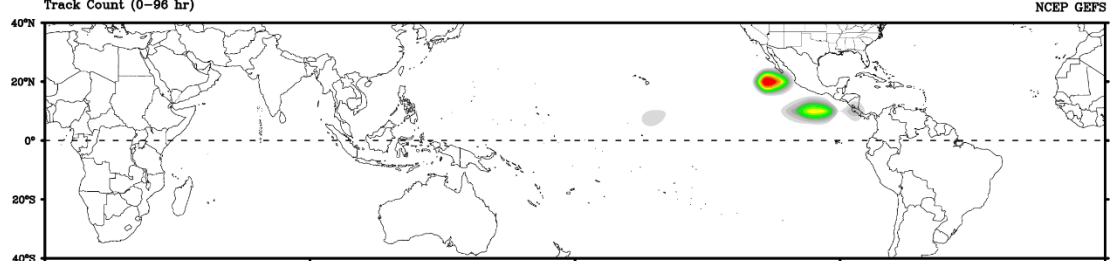 Track Count (0−96 hr)
NCEP GEFS
40°N
20°N
0°
20°S
40°S